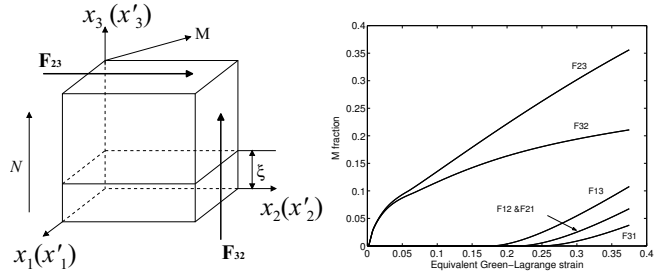 x₃(x′₃)
M
F₂₃
N
ξ
x₂(x′₂)
x₁(x′₁)
F₃₂
0.4
0.35
0.3
0.25
0.2
0.15
0.1
0.05
0
M fraction
F23
F32
F13
F12 &F21
F31
0 0.05 0.1 0.15 0.2 0.25 0.3 0.35 0.4
Equivalent Green−Lagrange strain